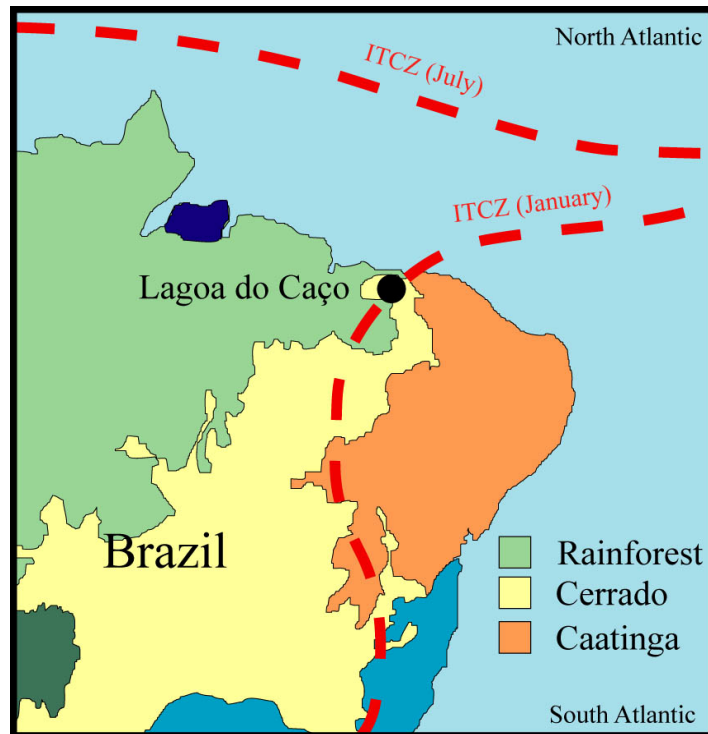 North Atlantic
ITCZ (July)
ITCZ (January)
Lagoa do Caço
Brazil
Rainforest
Cerrado
Caatinga
South Atlantic